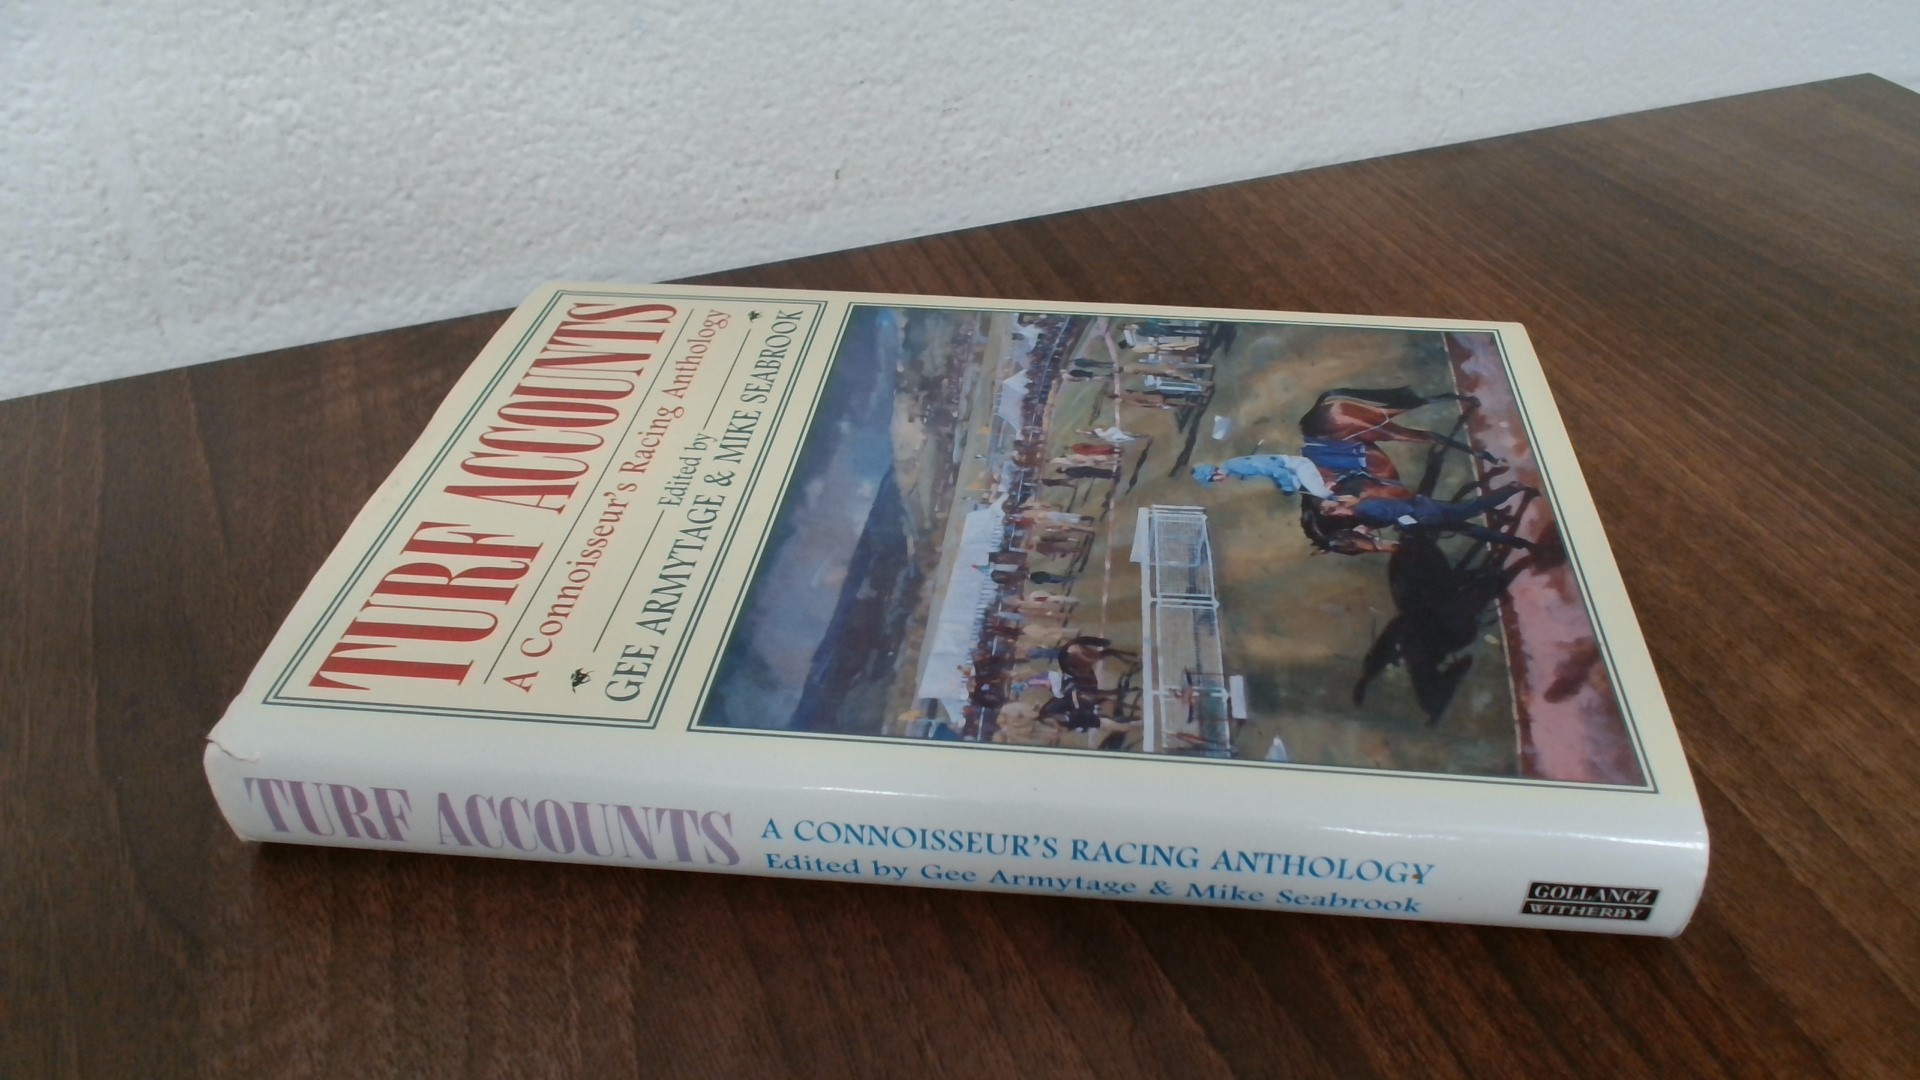 TURF ACCOUNTS
A Connoisseur's Racing Anthology
Edited by
GEE ARMYTAGE & MIKE SEABROOK
TURF ACCOUNTS
A CONNOISSEUR'S RACING ANTHOLOGY
Edited by Gee Armytage & Mike Seabrook
GOLLANCZ
WITHERBY